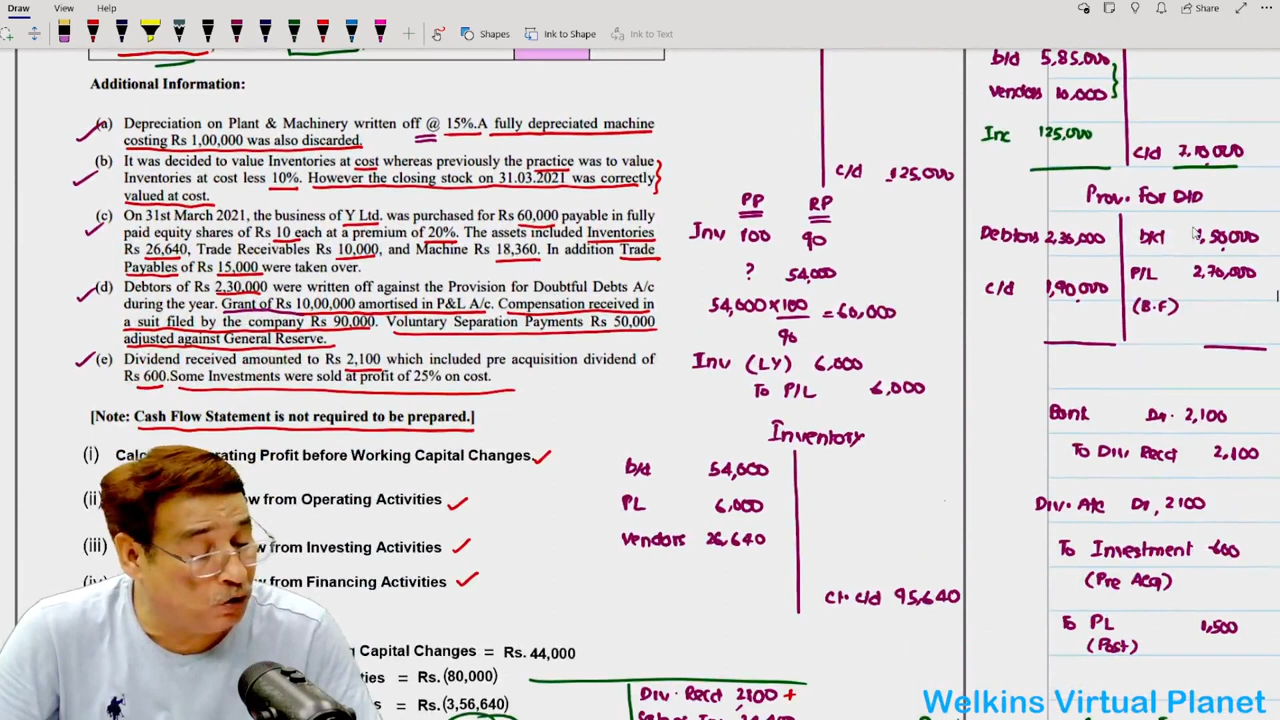 Draw View Help
Share
Shapes Ink to Shape Ink to Text
Additional Information:
(a) Depreciation on Plant & Machinery written off @ 15%.A fully depreciated machine
costing Rs 1,00,000 was also discarded.
(b) It was decided to value Inventories at cost whereas previously the practice was to value
Inventories at cost less 10%. However the closing stock on 31.03.2021 was correctly
valued at cost.
(c) On 31st March 2021, the business of Y Ltd. was purchased for Rs 60,000 payable in fully
paid equity shares of Rs 10 each at a premium of 20%. The assets included Inventories
Rs 26,640, Trade Receivables Rs 10,000, and Machine Rs 18,360. In addition Trade
Payables of Rs 15,000 were taken over.
(d) Debtors of Rs 2,30,000 were written off against the Provision for Doubtful Debts A/c
during the year. Grant of Rs 10,00,000 amortised in P&L A/c. Compensation received in
a suit filed by the company Rs 90,000. Voluntary Separation Payments Rs 50,000
adjusted against General Reserve.
(e) Dividend received amounted to Rs 2,100 which included pre acquisition dividend of
Rs 600.Some Investments were sold at profit of 25% on cost.
[Note: Cash Flow Statement is not required to be prepared.]
(i) Calc rating Profit before Working Capital Changes.
(ii) w from Operating Activities
(iii) w from Investing Activities
w from Financing Activities
Capital Changes = Rs. 44,000
ties = Rs. (80,000)
= Rs. (3,56,640)
c/d 125,000
PP RP
Inv 100 90
? 54,000
54,000 x 100 = 60,000
90
Inv (LY) 6,000
To P/L 6,000
Inventory
b/d 54,000
PL 6,000
Vendors 26,640
c/d 95,640
Div. Recd 2100 +
b/d 5,85,000
Vendors 10,000
Inc 125,000
c/d 7,10,000
Prov. For D/D
Debtors 2,30,000 b/d 1,50,000
P/L 2,70,000
c/d 1,90,000 (B.F)
Bank Dr. 2,100
To Div Recd 2,100
Div. A/c Dr, 2100
To Investment 600
(Pre Acq)
To PL 1,500
(Post)
Welkins Virtual Planet